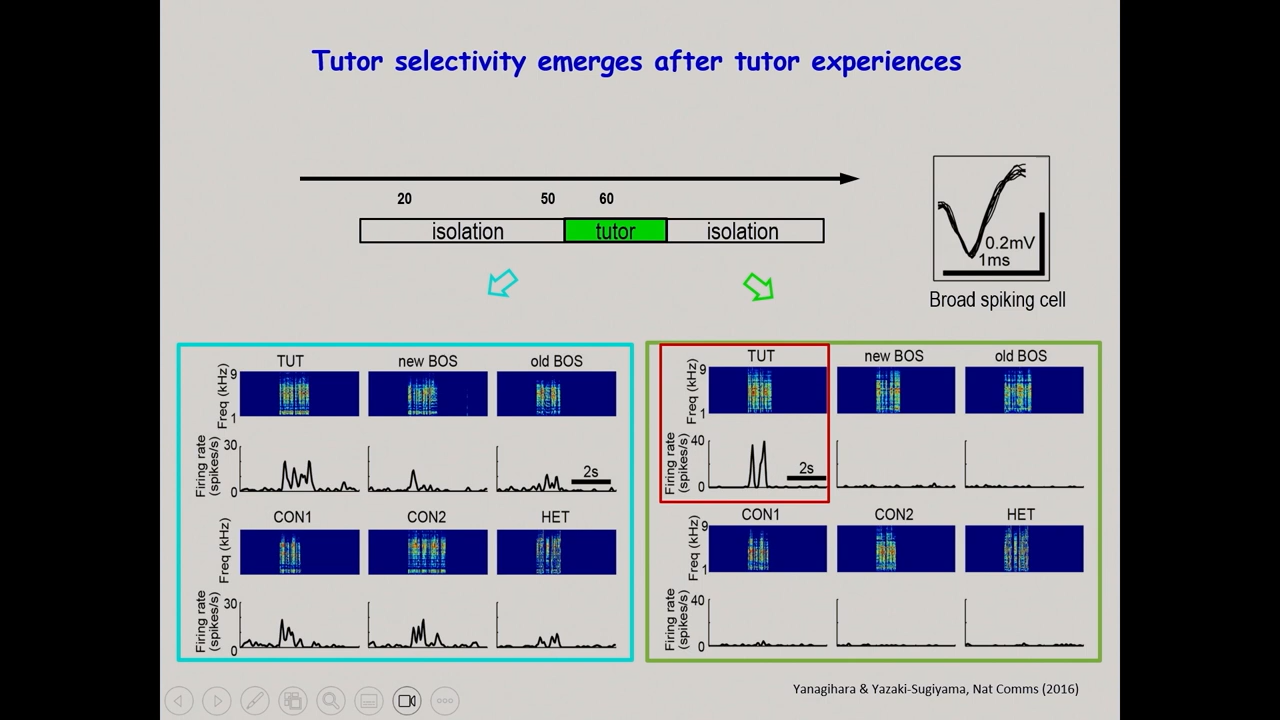 Tutor selectivity emerges after tutor experiences
20 50 60
isolation tutor isolation
0.2mV
1ms
Broad spiking cell
TUT new BOS old BOS
Freq (kHz)
9
1
Firing rate
(spikes/s)
30
0
2s
CON1 CON2 HET
Freq (kHz)
9
1
Firing rate
(spikes/s)
30
0
TUT new BOS old BOS
Freq (kHz)
9
1
Firing rate
(spikes/s)
40
0
2s
CON1 CON2 HET
Freq (kHz)
9
1
Firing rate
(spikes/s)
40
0
Yanagihara & Yazaki-Sugiyama, Nat Comms (2016)